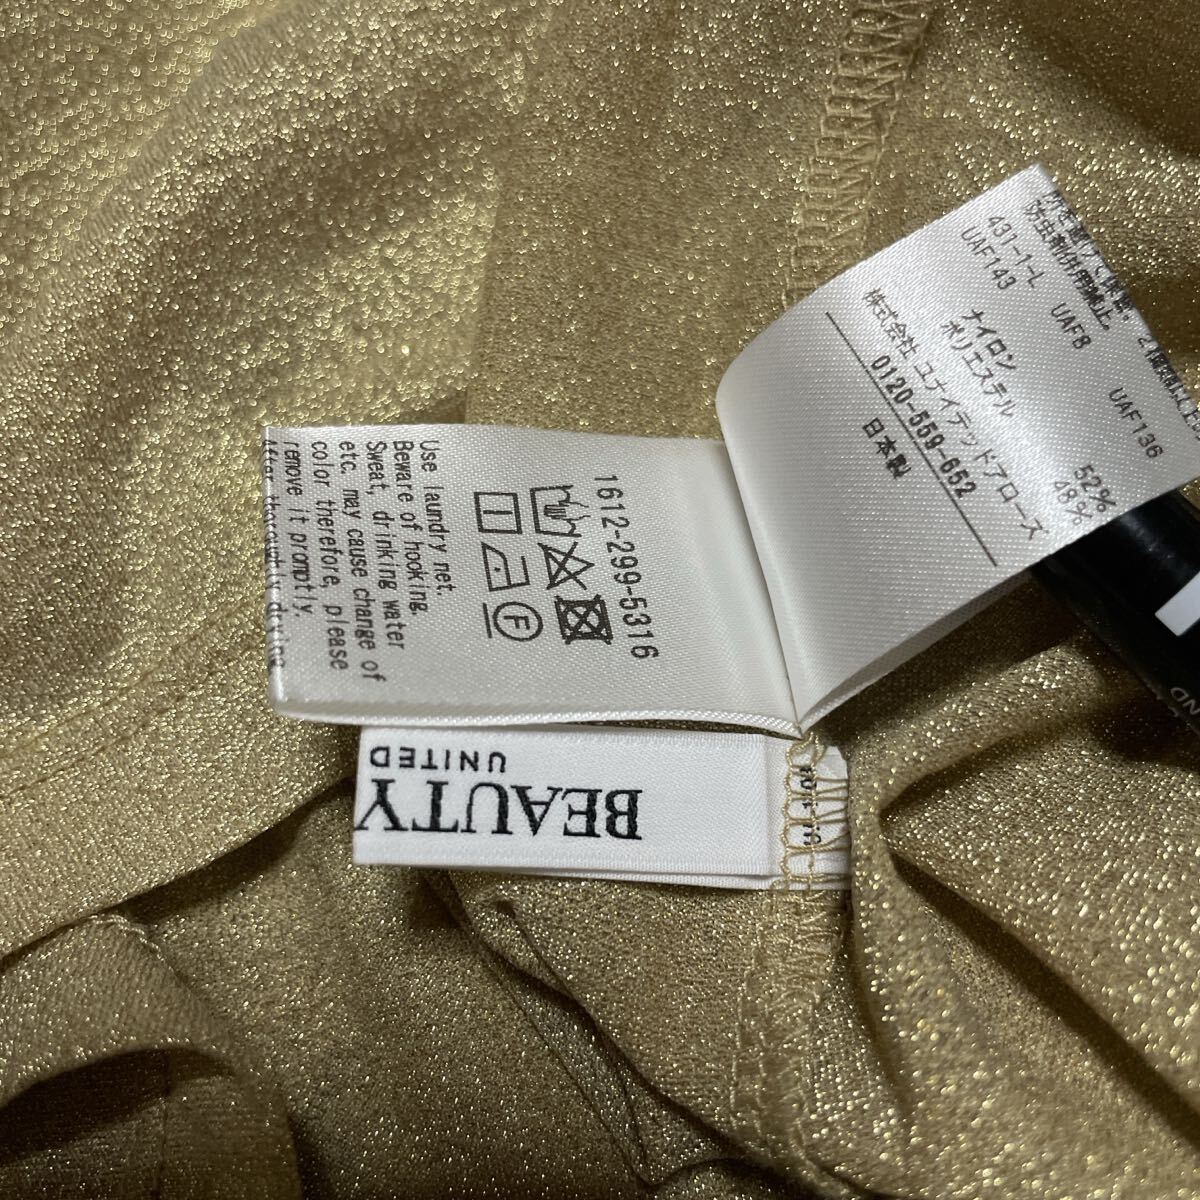 1612-299-5316
Use laundry net.
Beware of hooking.
Sweat, drinking water
etc. may cause change of
color therefore, please
remove it promptly.
After thoroughly drying
431-1-L
UAF143 UAF8 UAF136
ナイロン 52%
ポリエステル 48%
株式会社 ユナイテッドアローズ
0120-559-652
日本製
BEAUTY
UNITED